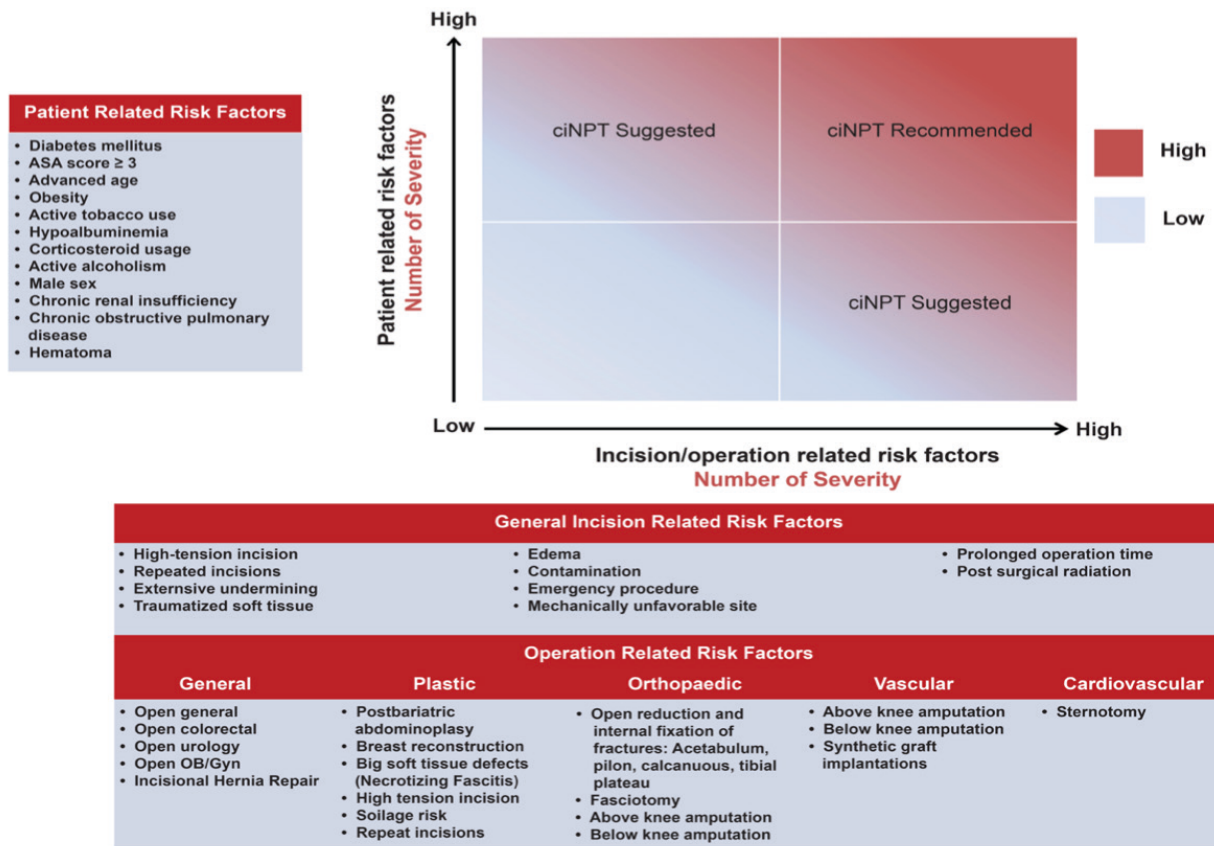 High
Patient related risk factors
Number of Severity
ciNPT Suggested
ciNPT Recommended
ciNPT Suggested
High
Low
Low
High
Incision/operation related risk factors
Number of Severity
Patient Related Risk Factors
• Diabetes mellitus
• ASA score ≥ 3
• Advanced age
• Obesity
• Active tobacco use
• Hypoalbuminemia
• Corticosteroid usage
• Active alcoholism
• Male sex
• Chronic renal insufficiency
• Chronic obstructive pulmonary
disease
• Hematoma
General Incision Related Risk Factors
• High-tension incision
• Repeated incisions
• Externsive undermining
• Traumatized soft tissue
• Edema
• Contamination
• Emergency procedure
• Mechanically unfavorable site
• Prolonged operation time
• Post surgical radiation
Operation Related Risk Factors
General
• Open general
• Open colorectal
• Open urology
• Open OB/Gyn
• Incisional Hernia Repair
Plastic
• Postbariatric
abdominoplasy
• Breast reconstruction
• Big soft tissue defects
(Necrotizing Fascitis)
• High tension incision
• Soilage risk
• Repeat incisions
Orthopaedic
• Open reduction and
internal fixation of
fractures: Acetabulum,
pilon, calcanuous, tibial
plateau
• Fasciotomy
• Above knee amputation
• Below knee amputation
Vascular
• Above knee amputation
• Below knee amputation
• Synthetic graft
implantations
Cardiovascular
• Sternotomy